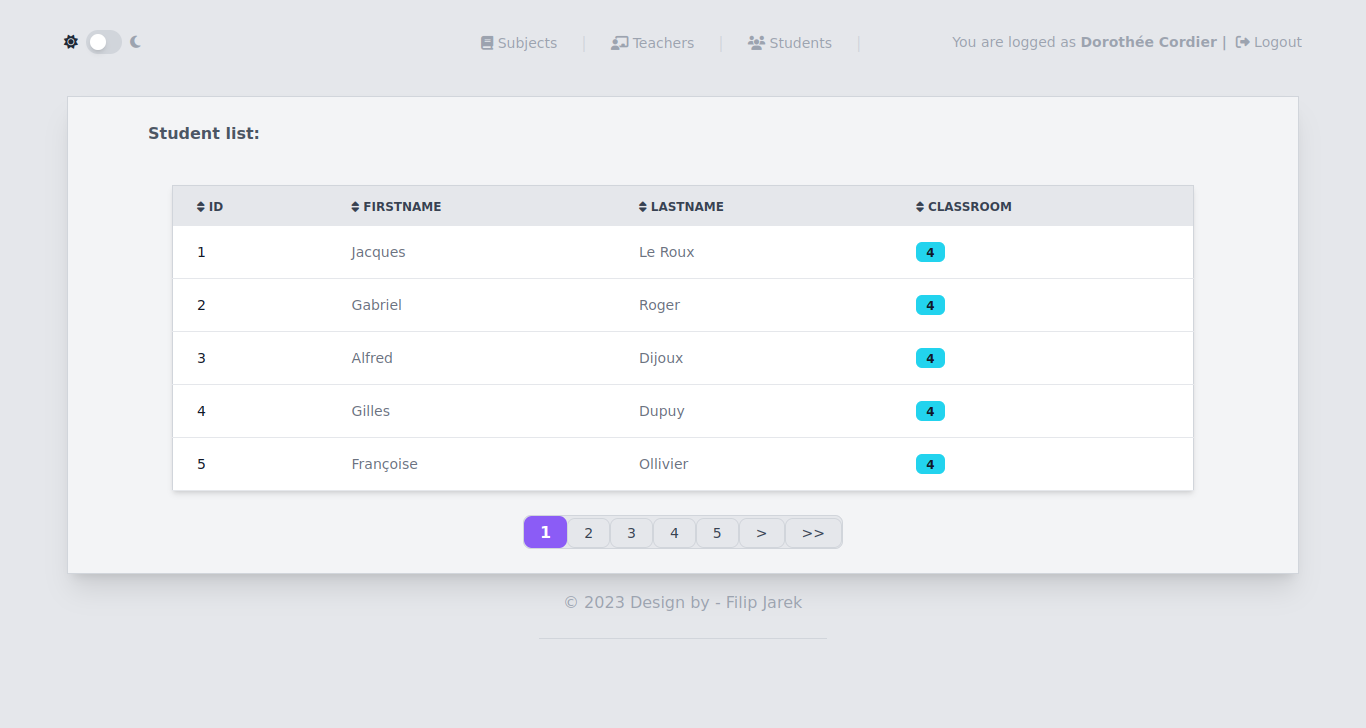 Subjects | Teachers | Students | You are logged as Dorothée Cordier | Logout
Student list:
ID FIRSTNAME LASTNAME CLASSROOM
1 Jacques Le Roux 4
2 Gabriel Roger 4
3 Alfred Dijoux 4
4 Gilles Dupuy 4
5 Françoise Ollivier 4
1 2 3 4 5 > >>
© 2023 Design by - Filip Jarek